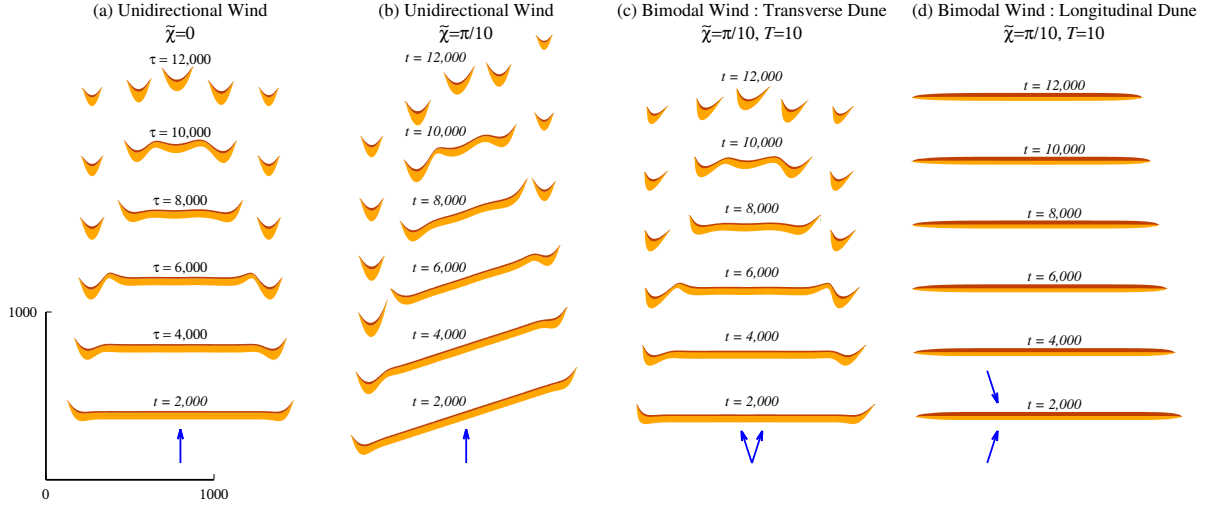 (a) Unidirectional Wind
χ̃=0
τ = 12,000
τ = 10,000
τ = 8,000
τ = 6,000
τ = 4,000
t = 2,000
1000
0
1000
(b) Unidirectional Wind
χ̃=π/10
t = 12,000
t = 10,000
t = 8,000
t = 6,000
t = 4,000
t = 2,000
(c) Bimodal Wind : Transverse Dune
χ̃=π/10, T=10
t = 12,000
t = 10,000
t = 8,000
t = 6,000
t = 4,000
t = 2,000
(d) Bimodal Wind : Longitudinal Dune
χ̃=π/10, T=10
t = 12,000
t = 10,000
t = 8,000
t = 6,000
t = 4,000
t = 2,000